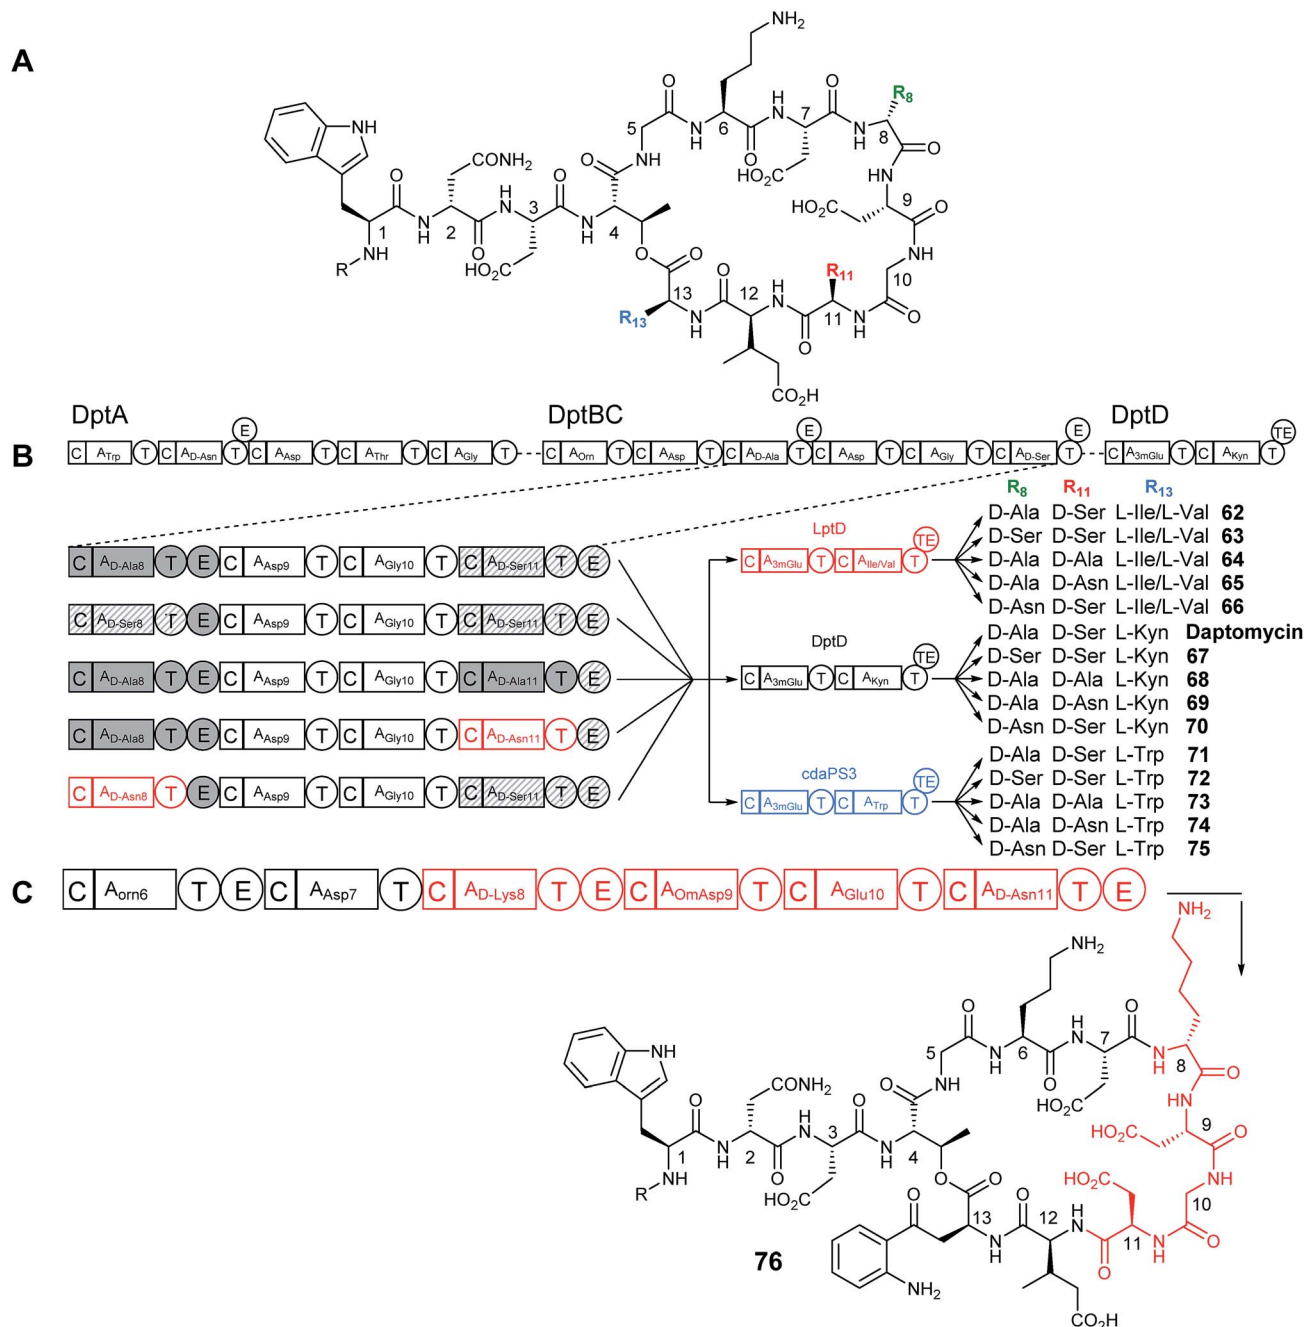 A
NH2
R8
O
H
N
O
H
N
7
O
5
6
N
H
8
O
NH
O
HO2C
O
NH
O
CONH2
O
HN
9
O
HO2C
O
H
N
3
O
O
N
H
2
O
N
H
4
O
NH
10
1
NH
R
HO2C
O
O
O
H
N
R11
R13
13
N
H
12
O
11
N
H
O
CO2H
DptA
DptBC
DptD
B
E
E
E
TE
C ATrp T C AD-Asn T C AAsp T C AThr T C AGly T C AOrn T C AAsp T C AD-Ala T C AAsp T C AGly T C AD-Ser T C A3mGlu T C AKyn T
R8 R11 R13
C AD-Ala8 T E C AAsp9 T C AGly10 T C AD-Ser11 T E
C AD-Ser8 T E C AAsp9 T C AGly10 T C AD-Ser11 T E
C AD-Ala8 T E C AAsp9 T C AGly10 T C AD-Ala11 T E
C AD-Ala8 T E C AAsp9 T C AGly10 T C AD-Asn11 T E
C AD-Asn8 T E C AAsp9 T C AGly10 T C AD-Ser11 T E
LptD
TE
C A3mGlu T C AIle/Val T
DptD
TE
C A3mGlu T C AKyn T
cdaPS3
TE
C A3mGlu T C ATrp T
D-Ala D-Ser L-Ile/L-Val 62
D-Ser D-Ser L-Ile/L-Val 63
D-Ala D-Ala L-Ile/L-Val 64
D-Ala D-Asn L-Ile/L-Val 65
D-Asn D-Ser L-Ile/L-Val 66
D-Ala D-Ser L-Kyn Daptomycin
D-Ser D-Ser L-Kyn 67
D-Ala D-Ala L-Kyn 68
D-Ala D-Asn L-Kyn 69
D-Asn D-Ser L-Kyn 70
D-Ala D-Ser L-Trp 71
D-Ser D-Ser L-Trp 72
D-Ala D-Ala L-Trp 73
D-Ala D-Asn L-Trp 74
D-Asn D-Ser L-Trp 75
C
C Aorn6 T E C AAsp7 T C AD-Lys8 T E C AOmAsp9 T C AGlu10 T C AD-Asn11 T E
NH2
NH2
O
H
N
O
H
N
7
O
5
6
N
H
8
O
NH
O
HO2C
O
NH
O
CONH2
O
HN
9
O
HO2C
O
H
N
3
O
O
N
H
2
O
N
H
4
O
NH
10
1
NH
R
HO2C
O
O
O
O
H
N
HO2C
13
N
H
12
O
11
N
H
O
NH2
CO2H
76